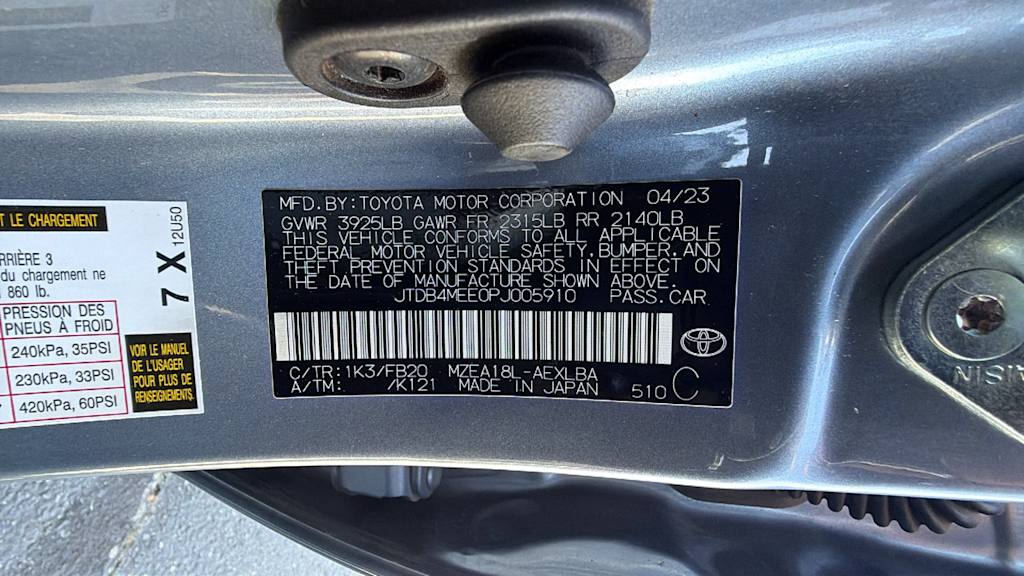 T LE CHARGEMENT
RRIÈRE 3
du chargement ne
860 lb.
PRESSION DES
PNEUS À FROID
240kPa, 35PSI
230kPa, 33PSI
420kPa, 60PSI
7 X
12U50
VOIR LE MANUEL
DE L'USAGER
POUR PLUS DE
RENSEIGNEMENTS.
MFD.BY:TOYOTA MOTOR CORPORATION 04/23
GVWR 3925LB GAWR FR 2315LB RR 2140LB
THIS VEHICLE CONFORMS TO ALL APPLICABLE
FEDERAL MOTOR VEHICLE SAFETY,BUMPER,AND
THEFT PREVENTION STANDARDS IN EFFECT ON
THE DATE OF MANUFACTURE SHOWN ABOVE.
JTDB4MEE0PJ005910 PASS.CAR
C/TR:1K3/FB20 MZEA18L-AEXLBA
A/TM: /K121 MADE IN JAPAN 510 C
AISIN